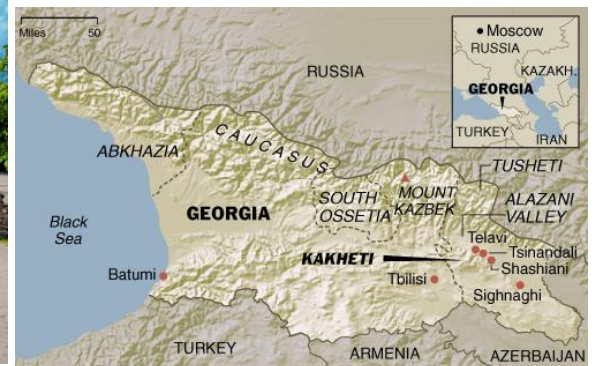 Miles 50
RUSSIA
ABKHAZIA
CAUCASUS
Black
Sea
GEORGIA
SOUTH
OSSETIA
MOUNT
KAZBEK
TUSHETI
ALAZANI
VALLEY
KAKHETI
Telavi
Tsinandali
Shashiani
Batumi
Tbilisi
Sighnaghi
TURKEY
ARMENIA
AZERBAIJAN
Moscow
RUSSIA
KAZAKH.
GEORGIA
TURKEY
IRAN